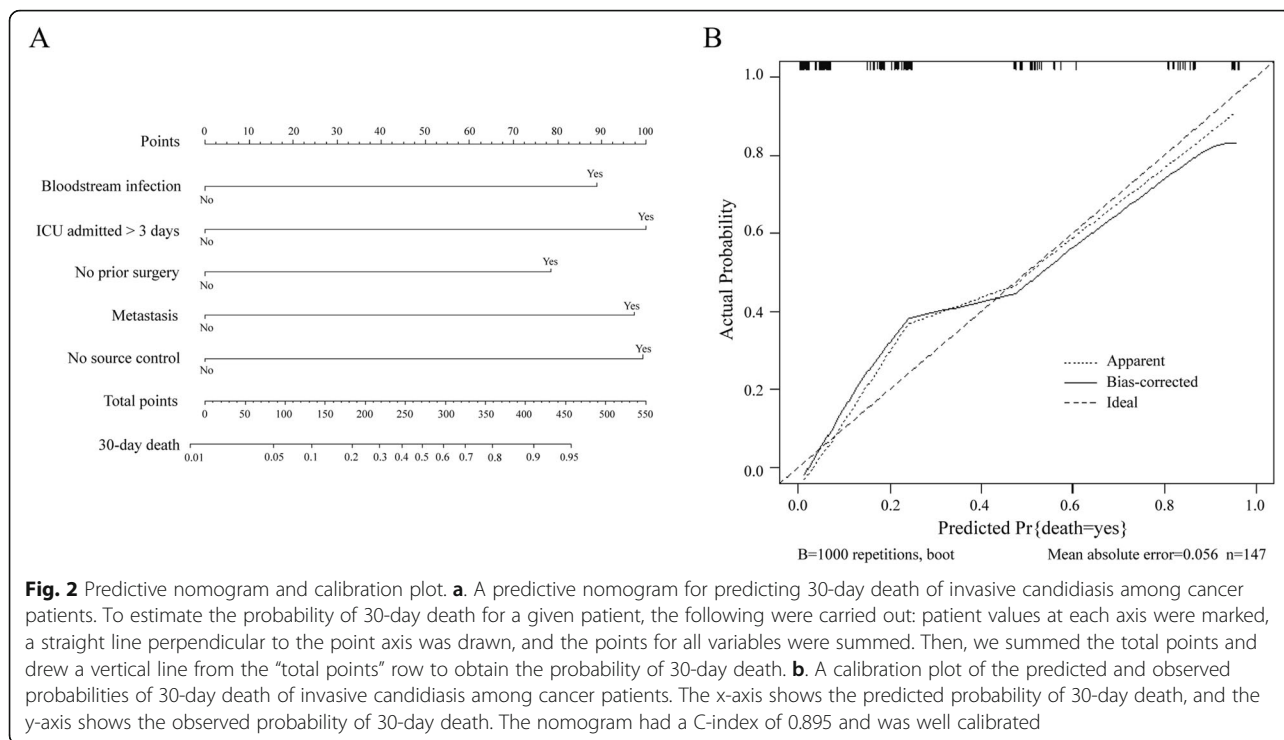 A
Points
0 10 20 30 40 50 60 70 80 90 100
Bloodstream infection
No
Yes
ICU admitted > 3 days
No
Yes
No prior surgery
No
Yes
Metastasis
No
Yes
No source control
No
Yes
Total points
0 50 100 150 200 250 300 350 400 450 500 550
30-day death
0.01 0.05 0.1 0.2 0.3 0.4 0.5 0.6 0.7 0.8 0.9 0.95
B
Actual Probability
1.0
0.8
0.6
0.4
0.2
0.0
Apparent
Bias-corrected
Ideal
0.0 0.2 0.4 0.6 0.8 1.0
Predicted Pr{death=yes}
B=1000 repetitions, boot
Mean absolute error=0.056 n=147
Fig. 2 Predictive nomogram and calibration plot. a. A predictive nomogram for predicting 30-day death of invasive candidiasis among cancer
patients. To estimate the probability of 30-day death for a given patient, the following were carried out: patient values at each axis were marked,
a straight line perpendicular to the point axis was drawn, and the points for all variables were summed. Then, we summed the total points and
drew a vertical line from the “total points” row to obtain the probability of 30-day death. b. A calibration plot of the predicted and observed
probabilities of 30-day death of invasive candidiasis among cancer patients. The x-axis shows the predicted probability of 30-day death, and the
y-axis shows the observed probability of 30-day death. The nomogram had a C-index of 0.895 and was well calibrated